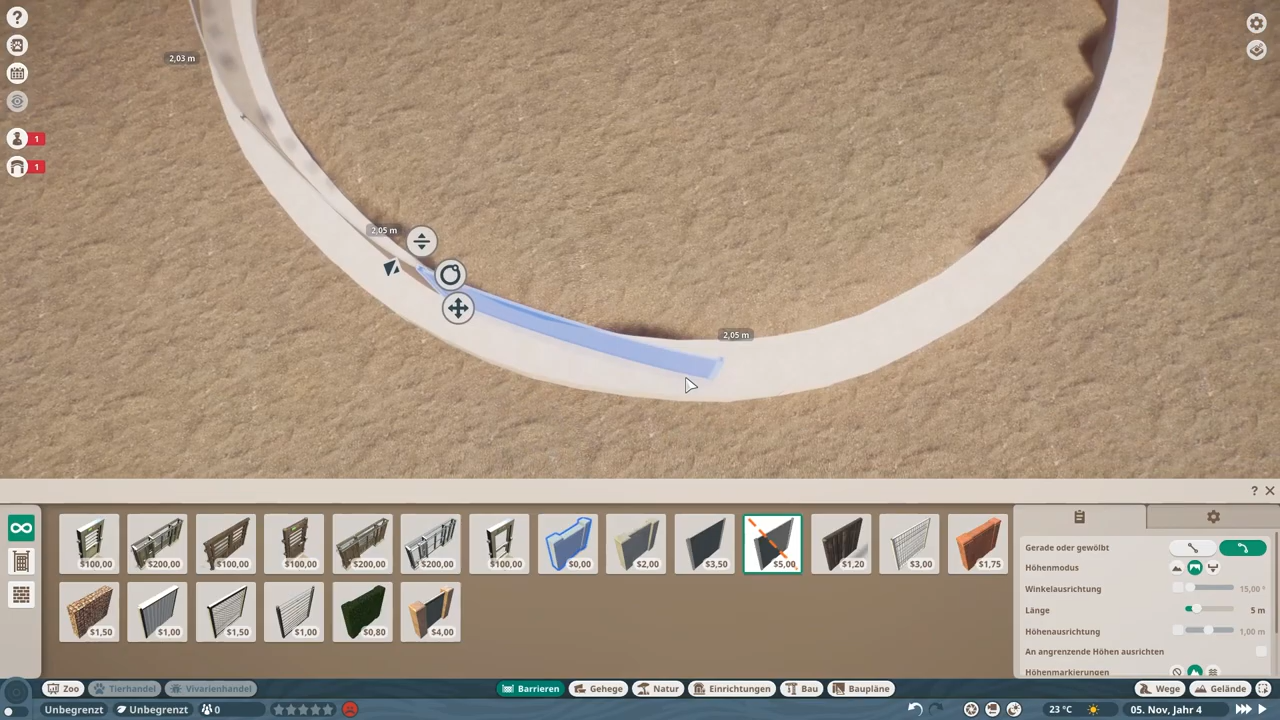 ?
2,03 m
1
1
2,05 m
2,05 m
? ×
$100,00 $200,00 $100,00 $100,00 $200,00 $200,00 $100,00 $0,00 $2,00 $3,50 $5,00 $1,20 $3,00 $1,75
$1,50 $1,00 $1,50 $1,00 $0,80 $4,00
Gerade oder gewölbt
Höhenmodus
Winkelausrichtung 15,00 °
Länge 5 m
Höhenausrichtung 1,00 m
An angrenzende Höhen ausrichten
Höhenmarkierungen
Zoo Tierhandel Vivarienhandel Barrieren Gehege Natur Einrichtungen Bau Baupläne Wege Gelände
Unbegrenzt Unbegrenzt 0 23 °C 05. Nov, Jahr 4